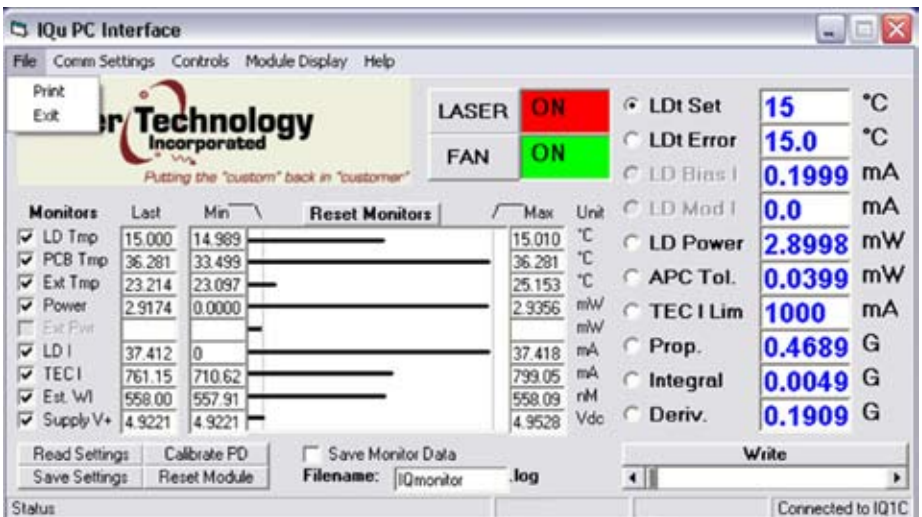 IQu PC Interface
File Comm Settings Controls Module Display Help
Print
Exit
r Technology
Incorporated
Putting the "custom" back in "customer"
LASER ON
FAN ON
Monitors Last Min Reset Monitors Max Unit
LD Tmp 15.000 14.989 15.010 °C
PCB Tmp 36.281 33.499 36.281 °C
Ext Tmp 23.214 23.097 25.153 °C
Power 2.9174 0.0000 2.9356 mW
Ext Pwr mW
LD I 37.412 0 37.418 mA
TEC I 761.15 710.62 799.05 mA
Est. Wl 558.00 557.91 558.09 nM
Supply V+ 4.9221 4.9221 4.9528 Vdc
LDt Set 15 °C
LDt Error 15.0 °C
LD Bias I 0.1999 mA
LD Mod I 0.0 mA
LD Power 2.8998 mW
APC Tol. 0.0399 mW
TEC I Lim 1000 mA
Prop. 0.4689 G
Integral 0.0049 G
Deriv. 0.1909 G
Read Settings Calibrate PD Save Monitor Data Write
Save Settings Reset Module Filename: IQmonitor .log
Status Connected to IQ1C